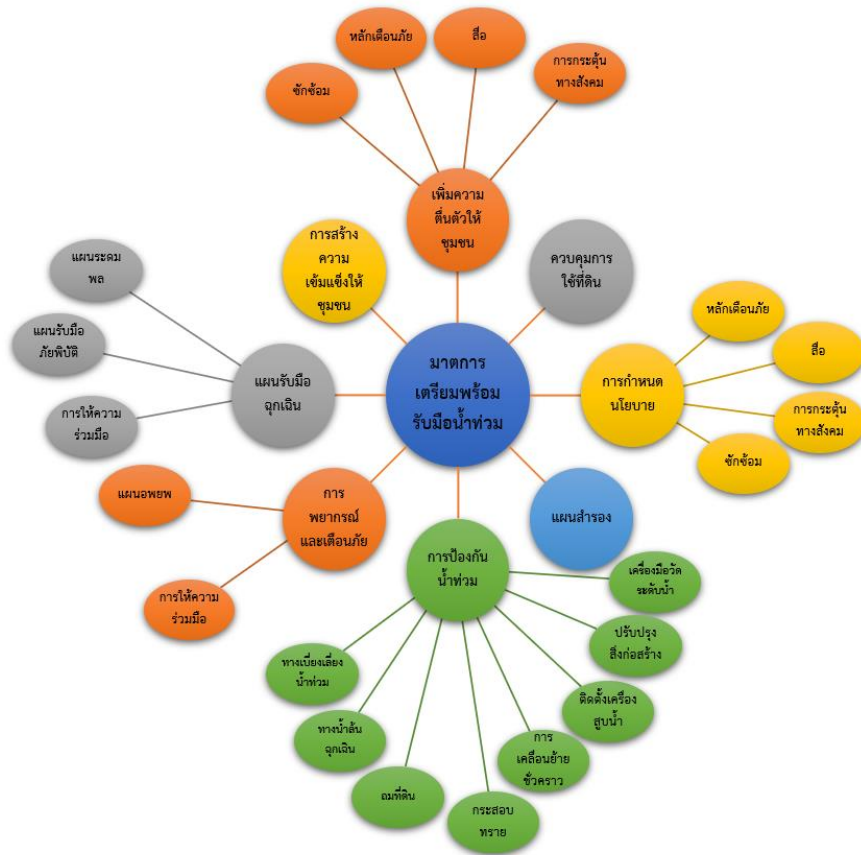 หลักเตือนภัย
สื่อ
การกระตุ้น
ทางสังคม
ซักซ้อม
เพิ่มความ
ตื่นตัวให้
ชุมชน
การสร้าง
ความ
เข้มแข็งให้
ชุมชน
ควบคุมการ
ใช้ที่ดิน
แผนระดม
พล
แผนรับมือ
ภัยพิบัติ
การให้ความ
ร่วมมือ
แผนรับมือ
ฉุกเฉิน
มาตการ
เตรียมพร้อม
รับมือน้ำท่วม
การกำหนด
นโยบาย
หลักเตือนภัย
สื่อ
การกระตุ้น
ทางสังคม
ซักซ้อม
แผนอพยพ
การให้ความ
ร่วมมือ
การ
พยากรณ์
และเตือนภัย
แผนสำรอง
การป้องกัน
น้ำท่วม
เครื่องมือวัด
ระดับน้ำ
ปรับปรุง
สิ่งก่อสร้าง
ติดตั้งเครื่อง
สูบน้ำ
การ
เคลื่อนย้าย
ชั่วคราว
กระสอบ
ทราย
ถมที่ดิน
ทางน้ำล้น
ฉุกเฉิน
ทางเบี่ยงเลี่ยง
น้ำท่วม